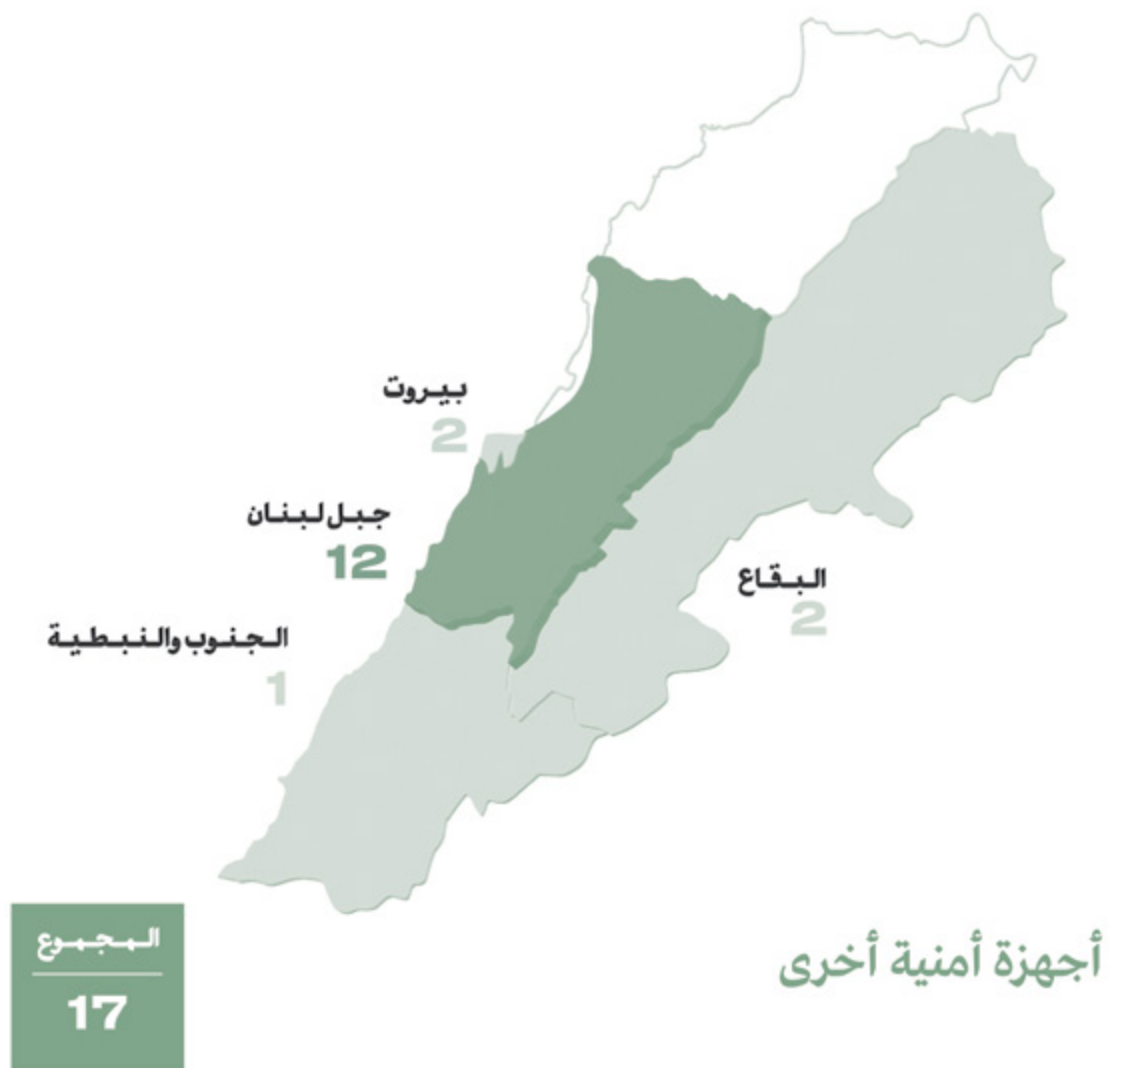 بيروت
2
جبل لبنان
12
البقاع
2
الجنوب والنبطية
1
المجموع
17
أجهزة أمنية أخرى